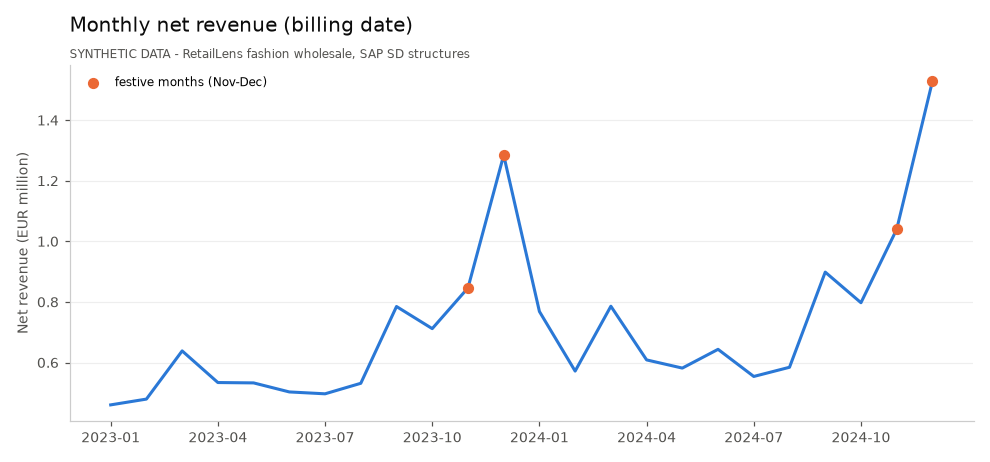 Monthly net revenue (billing date)
SYNTHETIC DATA - RetailLens fashion wholesale, SAP SD structures
festive months (Nov-Dec)
Net revenue (EUR million)
1.4
1.2
1.0
0.8
0.6
2023-01 2023-04 2023-07 2023-10 2024-01 2024-04 2024-07 2024-10